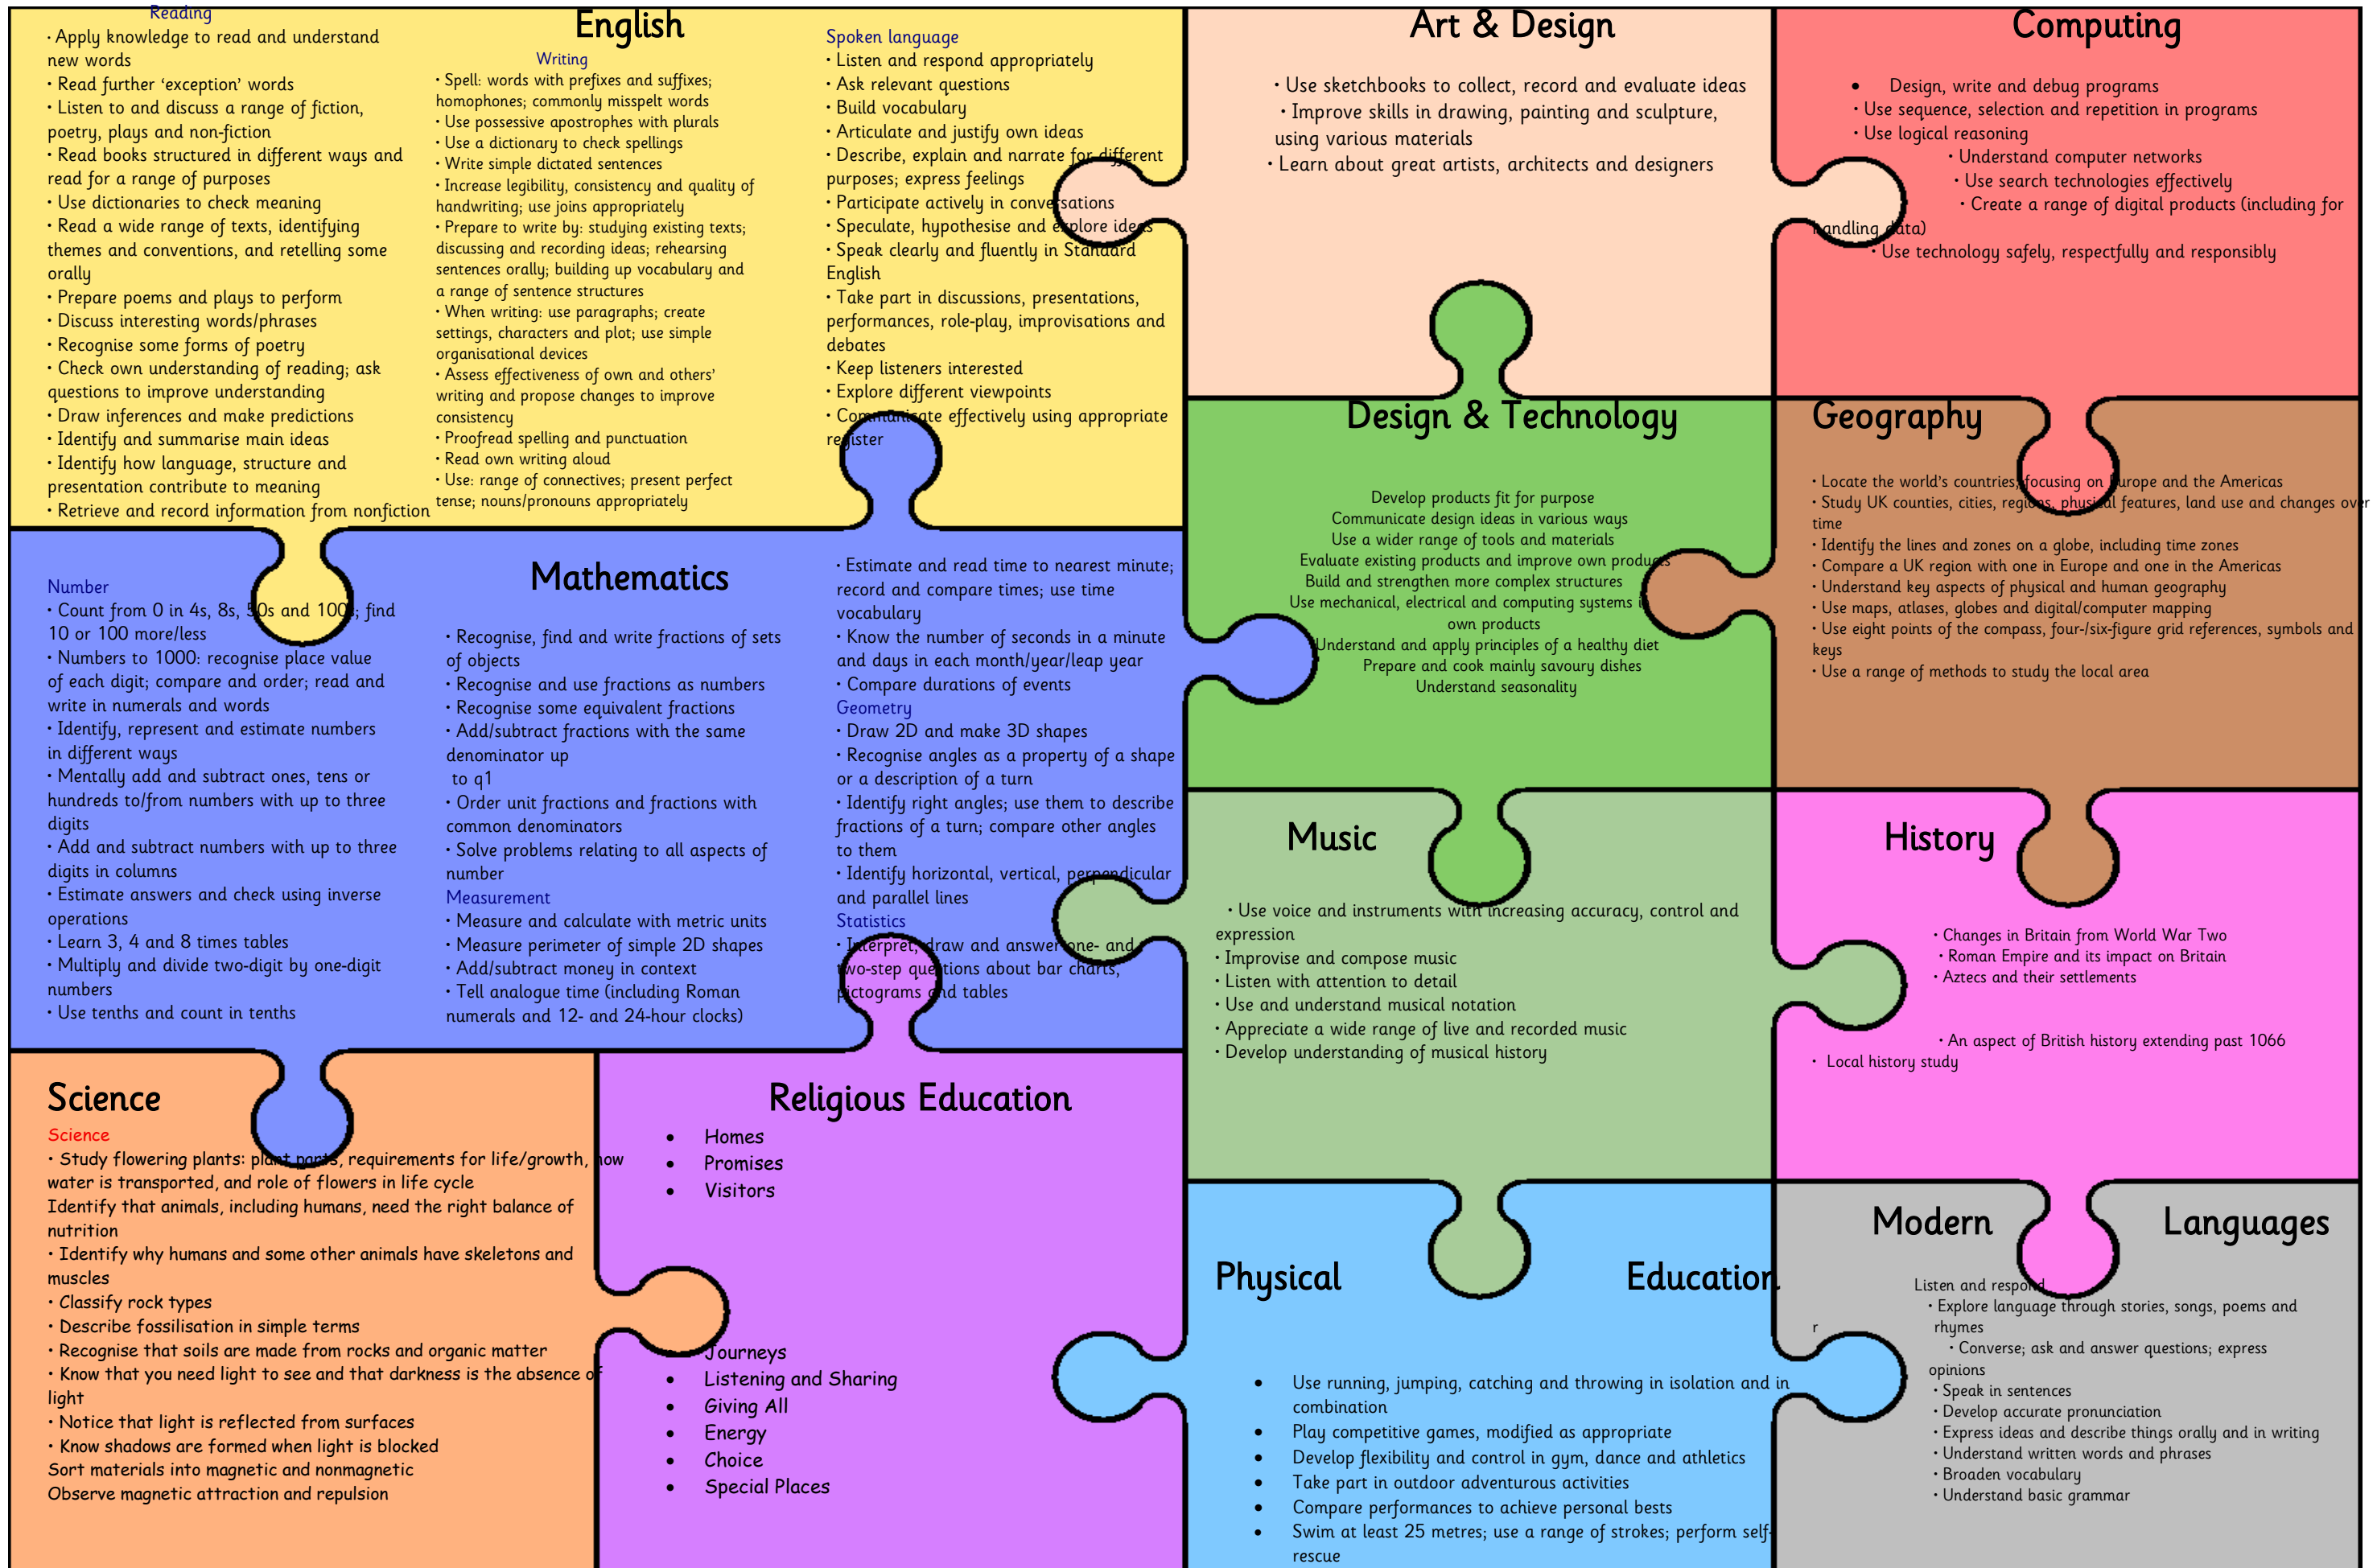 Reading
• Apply knowledge to read and understand
new words
• Read further ‘exception’ words
• Listen to and discuss a range of fiction,
poetry, plays and non-fiction
• Read books structured in different ways and
read for a range of purposes
• Use dictionaries to check meaning
• Read a wide range of texts, identifying
themes and conventions, and retelling some
orally
• Prepare poems and plays to perform
• Discuss interesting words/phrases
• Recognise some forms of poetry
• Check own understanding of reading; ask
questions to improve understanding
• Draw inferences and make predictions
• Identify and summarise main ideas
• Identify how language, structure and
presentation contribute to meaning
• Retrieve and record information from nonfiction
English
Writing
• Spell: words with prefixes and suffixes;
homophones; commonly misspelt words
• Use possessive apostrophes with plurals
• Use a dictionary to check spellings
• Write simple dictated sentences
• Increase legibility, consistency and quality of
handwriting; use joins appropriately
• Prepare to write by: studying existing texts;
discussing and recording ideas; rehearsing
sentences orally; building up vocabulary and
a range of sentence structures
• When writing: use paragraphs; create
settings, characters and plot; use simple
organisational devices
• Assess effectiveness of own and others’
writing and propose changes to improve
consistency
• Proofread spelling and punctuation
• Read own writing aloud
• Use: range of connectives; present perfect
tense; nouns/pronouns appropriately
Spoken language
• Listen and respond appropriately
• Ask relevant questions
• Build vocabulary
• Articulate and justify own ideas
• Describe, explain and narrate for different
purposes; express feelings
• Participate actively in conversations
• Speculate, hypothesise and explore ideas
• Speak clearly and fluently in Standard
English
• Take part in discussions, presentations,
performances, role-play, improvisations and
debates
• Keep listeners interested
• Explore different viewpoints
• Communicate effectively using appropriate
register
Art & Design
• Use sketchbooks to collect, record and evaluate ideas
• Improve skills in drawing, painting and sculpture,
using various materials
• Learn about great artists, architects and designers
Computing
• Design, write and debug programs
• Use sequence, selection and repetition in programs
• Use logical reasoning
• Understand computer networks
• Use search technologies effectively
• Create a range of digital products (including for
handling data)
• Use technology safely, respectfully and responsibly
Design & Technology
Develop products fit for purpose
Communicate design ideas in various ways
Use a wider range of tools and materials
Evaluate existing products and improve own products
Build and strengthen more complex structures
Use mechanical, electrical and computing systems in
own products
Understand and apply principles of a healthy diet
Prepare and cook mainly savoury dishes
Understand seasonality
Geography
• Locate the world’s countries, focusing on Europe and the Americas
• Study UK counties, cities, regions, physical features, land use and changes over
time
• Identify the lines and zones on a globe, including time zones
• Compare a UK region with one in Europe and one in the Americas
• Understand key aspects of physical and human geography
• Use maps, atlases, globes and digital/computer mapping
• Use eight points of the compass, four-/six-figure grid references, symbols and
keys
• Use a range of methods to study the local area
Mathematics
Number
• Count from 0 in 4s, 8s, 50s and 100s; find
10 or 100 more/less
• Numbers to 1000: recognise place value
of each digit; compare and order; read and
write in numerals and words
• Identify, represent and estimate numbers
in different ways
• Mentally add and subtract ones, tens or
hundreds to/from numbers with up to three
digits
• Add and subtract numbers with up to three
digits in columns
• Estimate answers and check using inverse
operations
• Learn 3, 4 and 8 times tables
• Multiply and divide two-digit by one-digit
numbers
• Use tenths and count in tenths
• Recognise, find and write fractions of sets
of objects
• Recognise and use fractions as numbers
• Recognise some equivalent fractions
• Add/subtract fractions with the same
denominator up
to q1
• Order unit fractions and fractions with
common denominators
• Solve problems relating to all aspects of
number
Measurement
• Measure and calculate with metric units
• Measure perimeter of simple 2D shapes
• Add/subtract money in context
• Tell analogue time (including Roman
numerals and 12- and 24-hour clocks)
• Estimate and read time to nearest minute;
record and compare times; use time
vocabulary
• Know the number of seconds in a minute
and days in each month/year/leap year
• Compare durations of events
Geometry
• Draw 2D and make 3D shapes
• Recognise angles as a property of a shape
or a description of a turn
• Identify right angles; use them to describe
fractions of a turn; compare other angles
to them
• Identify horizontal, vertical, perpendicular
and parallel lines
Statistics
• Interpret, draw and answer one- and
two-step questions about bar charts,
pictograms and tables
Music
• Use voice and instruments with increasing accuracy, control and
expression
• Improvise and compose music
• Listen with attention to detail
• Use and understand musical notation
• Appreciate a wide range of live and recorded music
• Develop understanding of musical history
History
• Changes in Britain from World War Two
• Roman Empire and its impact on Britain
• Aztecs and their settlements
• An aspect of British history extending past 1066
• Local history study
Science
Science
• Study flowering plants: plant parts, requirements for life/growth, how
water is transported, and role of flowers in life cycle
Identify that animals, including humans, need the right balance of
nutrition
• Identify why humans and some other animals have skeletons and
muscles
• Classify rock types
• Describe fossilisation in simple terms
• Recognise that soils are made from rocks and organic matter
• Know that you need light to see and that darkness is the absence of
light
• Notice that light is reflected from surfaces
• Know shadows are formed when light is blocked
Sort materials into magnetic and nonmagnetic
Observe magnetic attraction and repulsion
Religious Education
• Homes
• Promises
• Visitors
Journeys
• Listening and Sharing
• Giving All
• Energy
• Choice
• Special Places
Physical Education
• Use running, jumping, catching and throwing in isolation and in
combination
• Play competitive games, modified as appropriate
• Develop flexibility and control in gym, dance and athletics
• Take part in outdoor adventurous activities
• Compare performances to achieve personal bests
• Swim at least 25 metres; use a range of strokes; perform self-
rescue
Modern Languages
Listen and respond
• Explore language through stories, songs, poems and
r rhymes
• Converse; ask and answer questions; express
opinions
• Speak in sentences
• Develop accurate pronunciation
• Express ideas and describe things orally and in writing
• Understand written words and phrases
• Broaden vocabulary
• Understand basic grammar